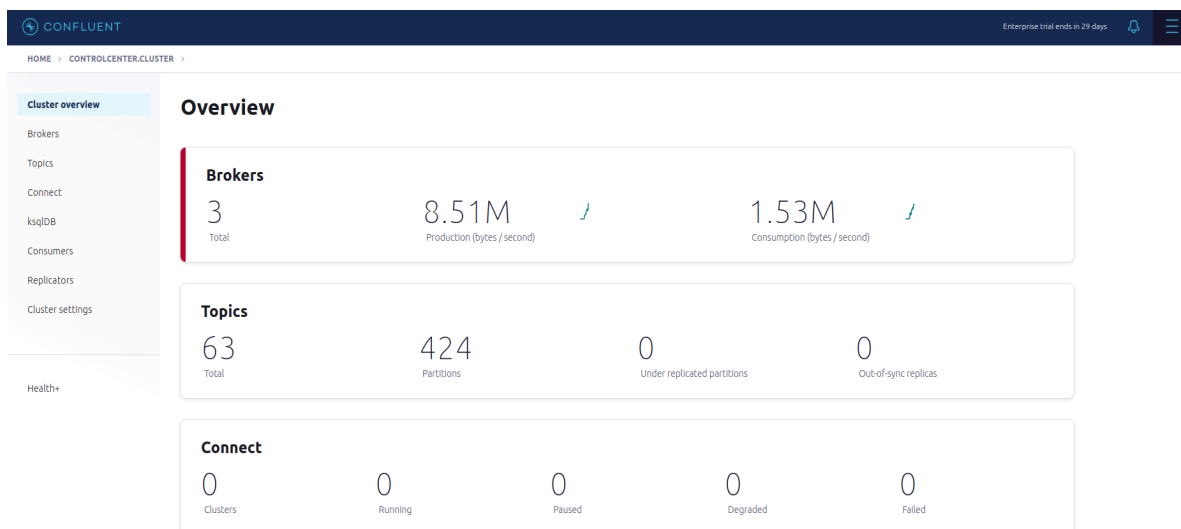 CONFLUENT
Enterprise trial ends in 29 days
HOME > CONTROLCENTER.CLUSTER >
Cluster overview
Brokers
Topics
Connect
ksqlDB
Consumers
Replicators
Cluster settings
Health+
Overview
Brokers
3 8.51M 1.53M
Total Production (bytes / second) Consumption (bytes / second)
Topics
63 424 0 0
Total Partitions Under replicated partitions Out-of-sync replicas
Connect
0 0 0 0 0
Clusters Running Paused Degraded Failed